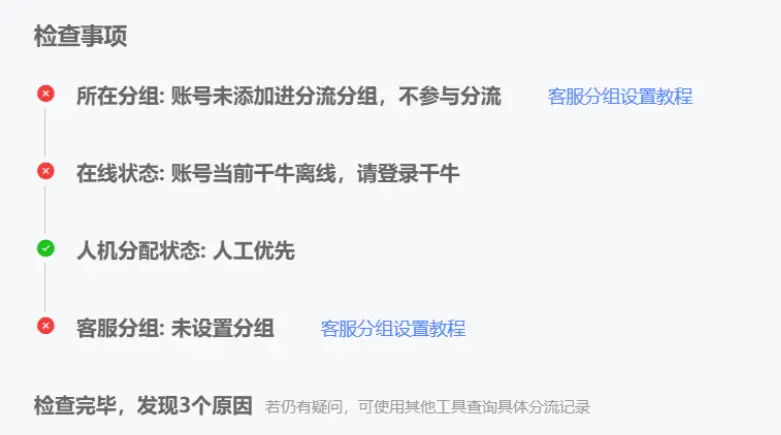 检查事项
所在分组: 账号未添加进分流分组，不参与分流 客服分组设置教程
在线状态: 账号当前千牛离线，请登录千牛
人机分配状态: 人工优先
客服分组: 未设置分组 客服分组设置教程
检查完毕，发现3个原因 若仍有疑问，可使用其他工具查询具体分流记录